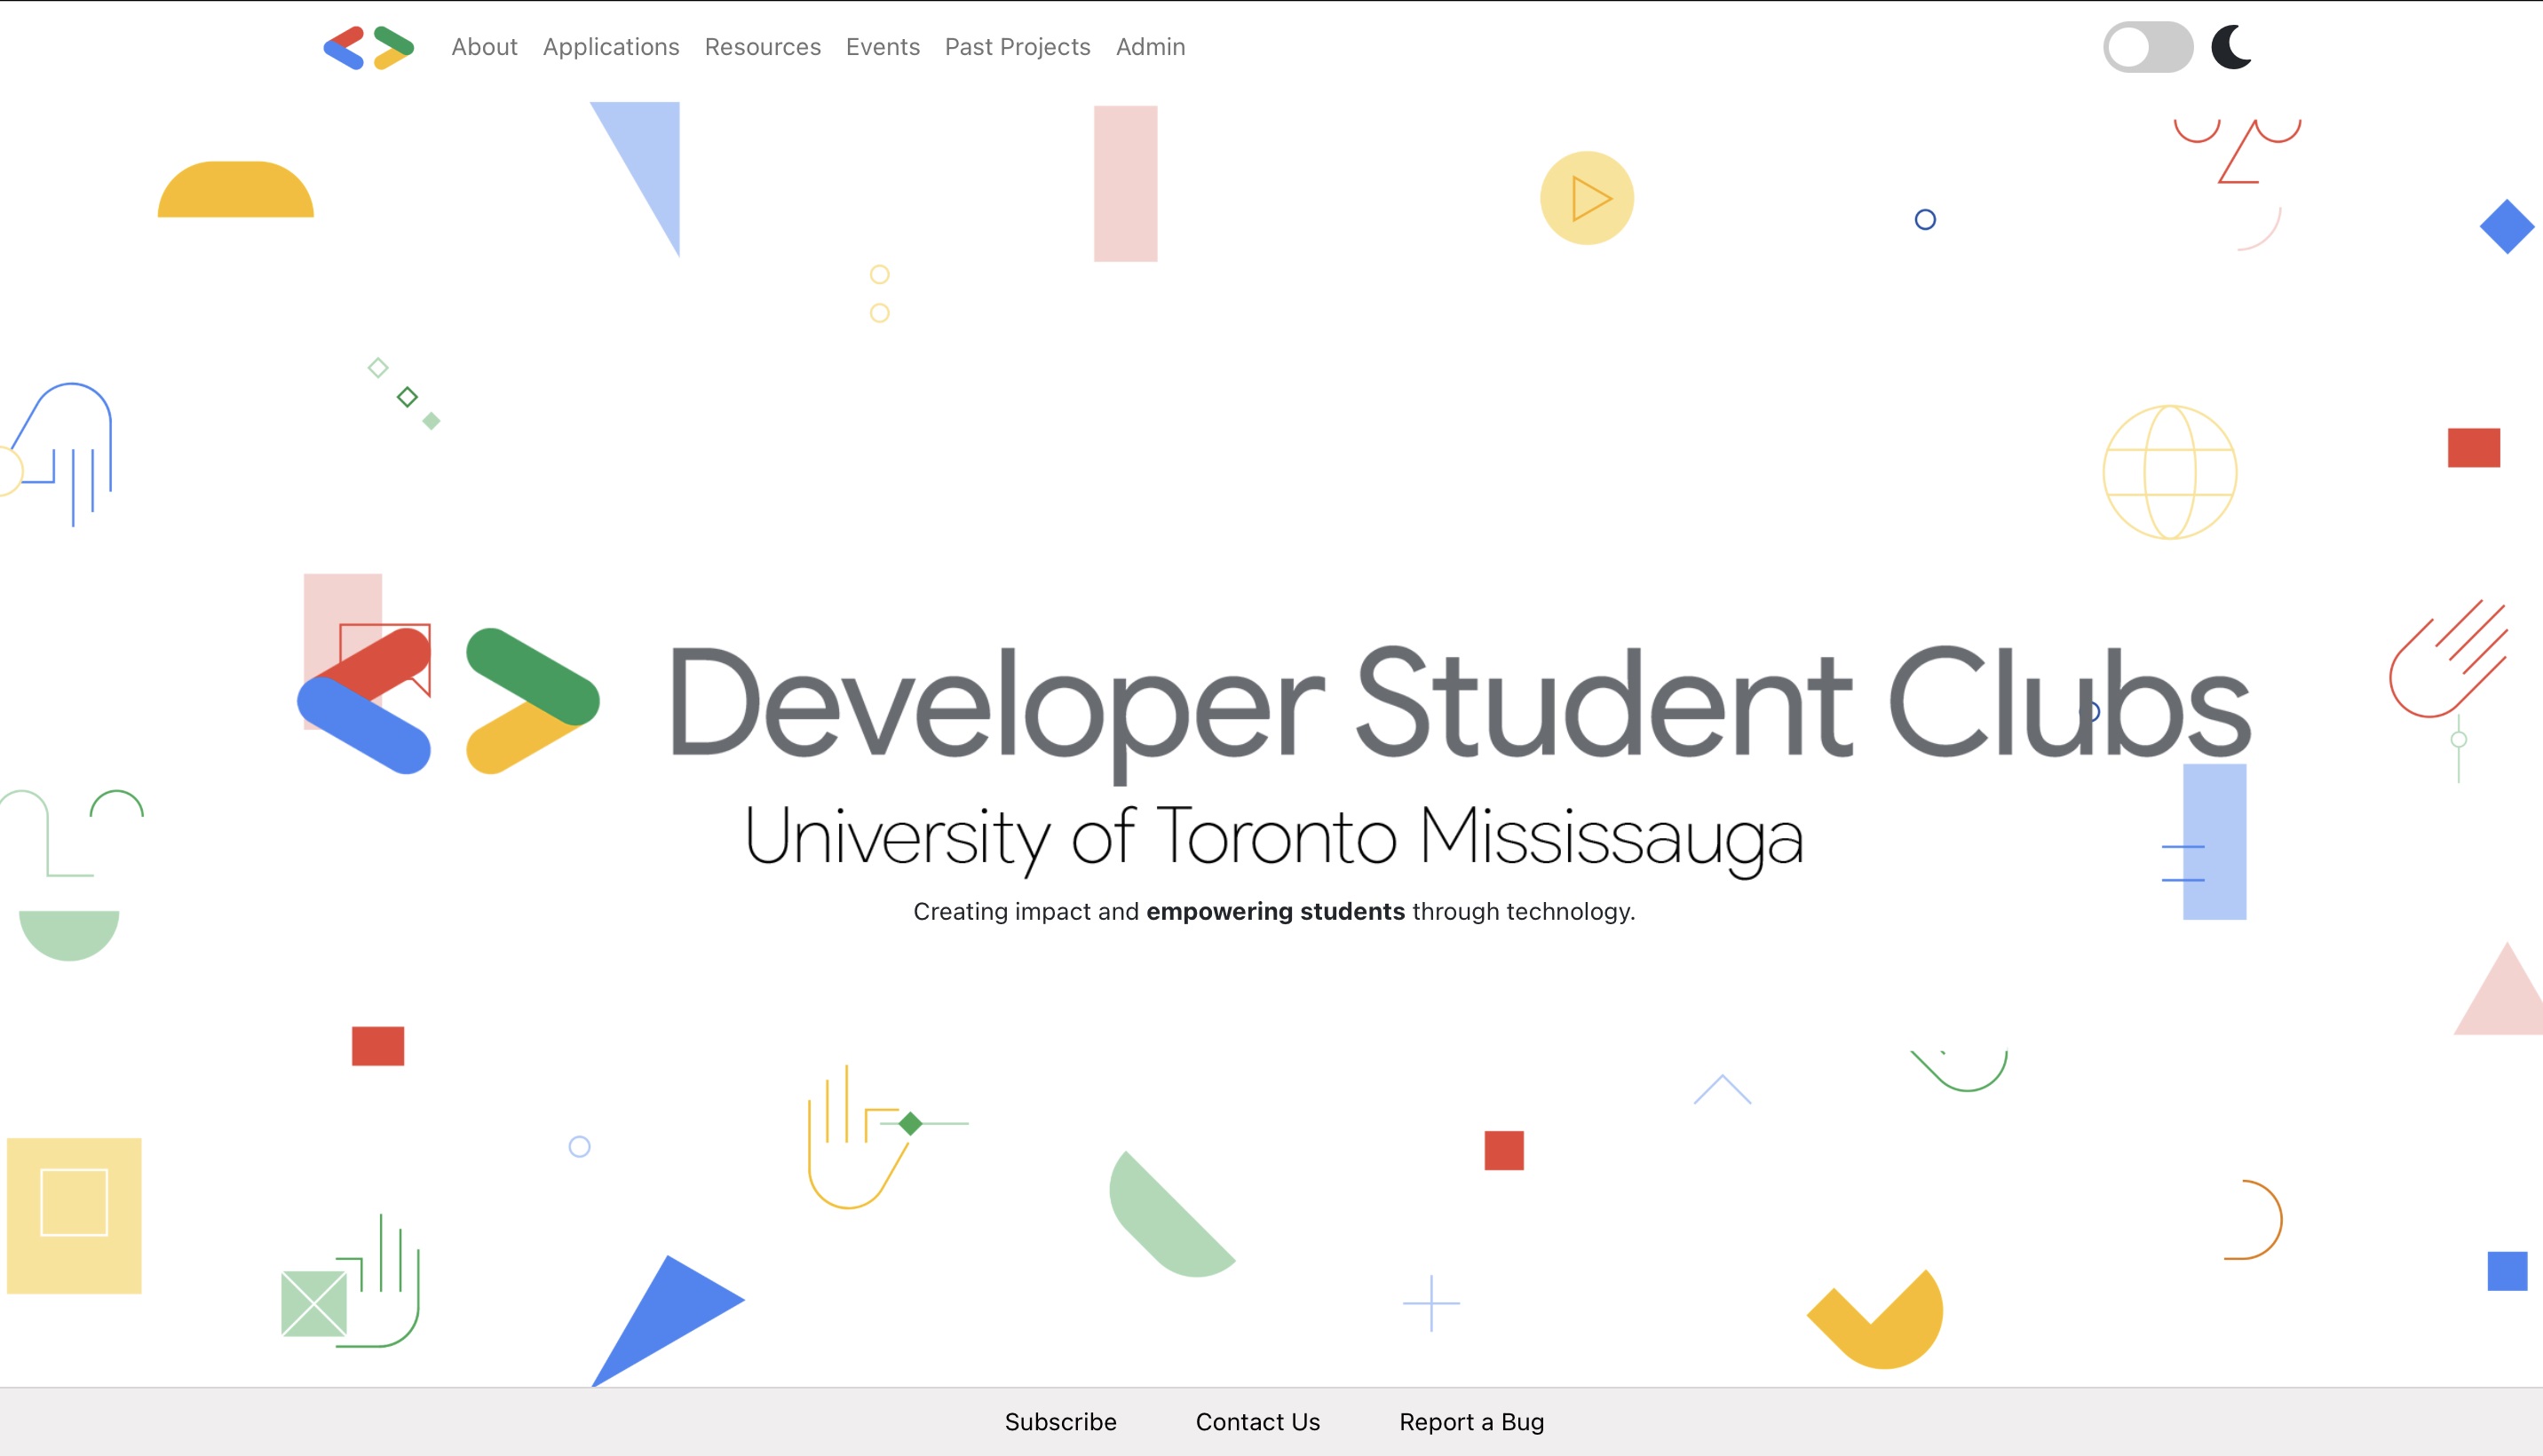 About Applications Resources Events Past Projects Admin
Developer Student Clubs
University of Toronto Mississauga
Creating impact and empowering students through technology.
Subscribe Contact Us Report a Bug